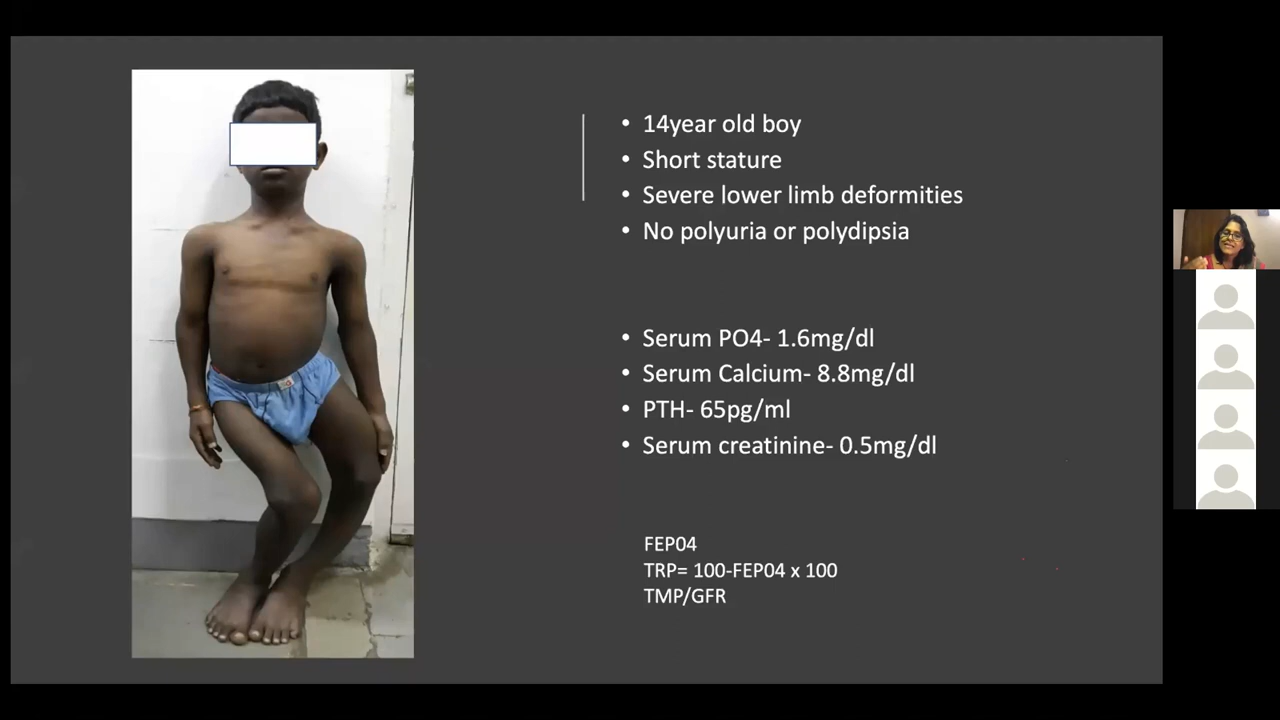 • 14year old boy
• Short stature
• Severe lower limb deformities
• No polyuria or polydipsia
• Serum PO4- 1.6mg/dl
• Serum Calcium- 8.8mg/dl
• PTH- 65pg/ml
• Serum creatinine- 0.5mg/dl
FEP04
TRP= 100-FEP04 x 100
TMP/GFR